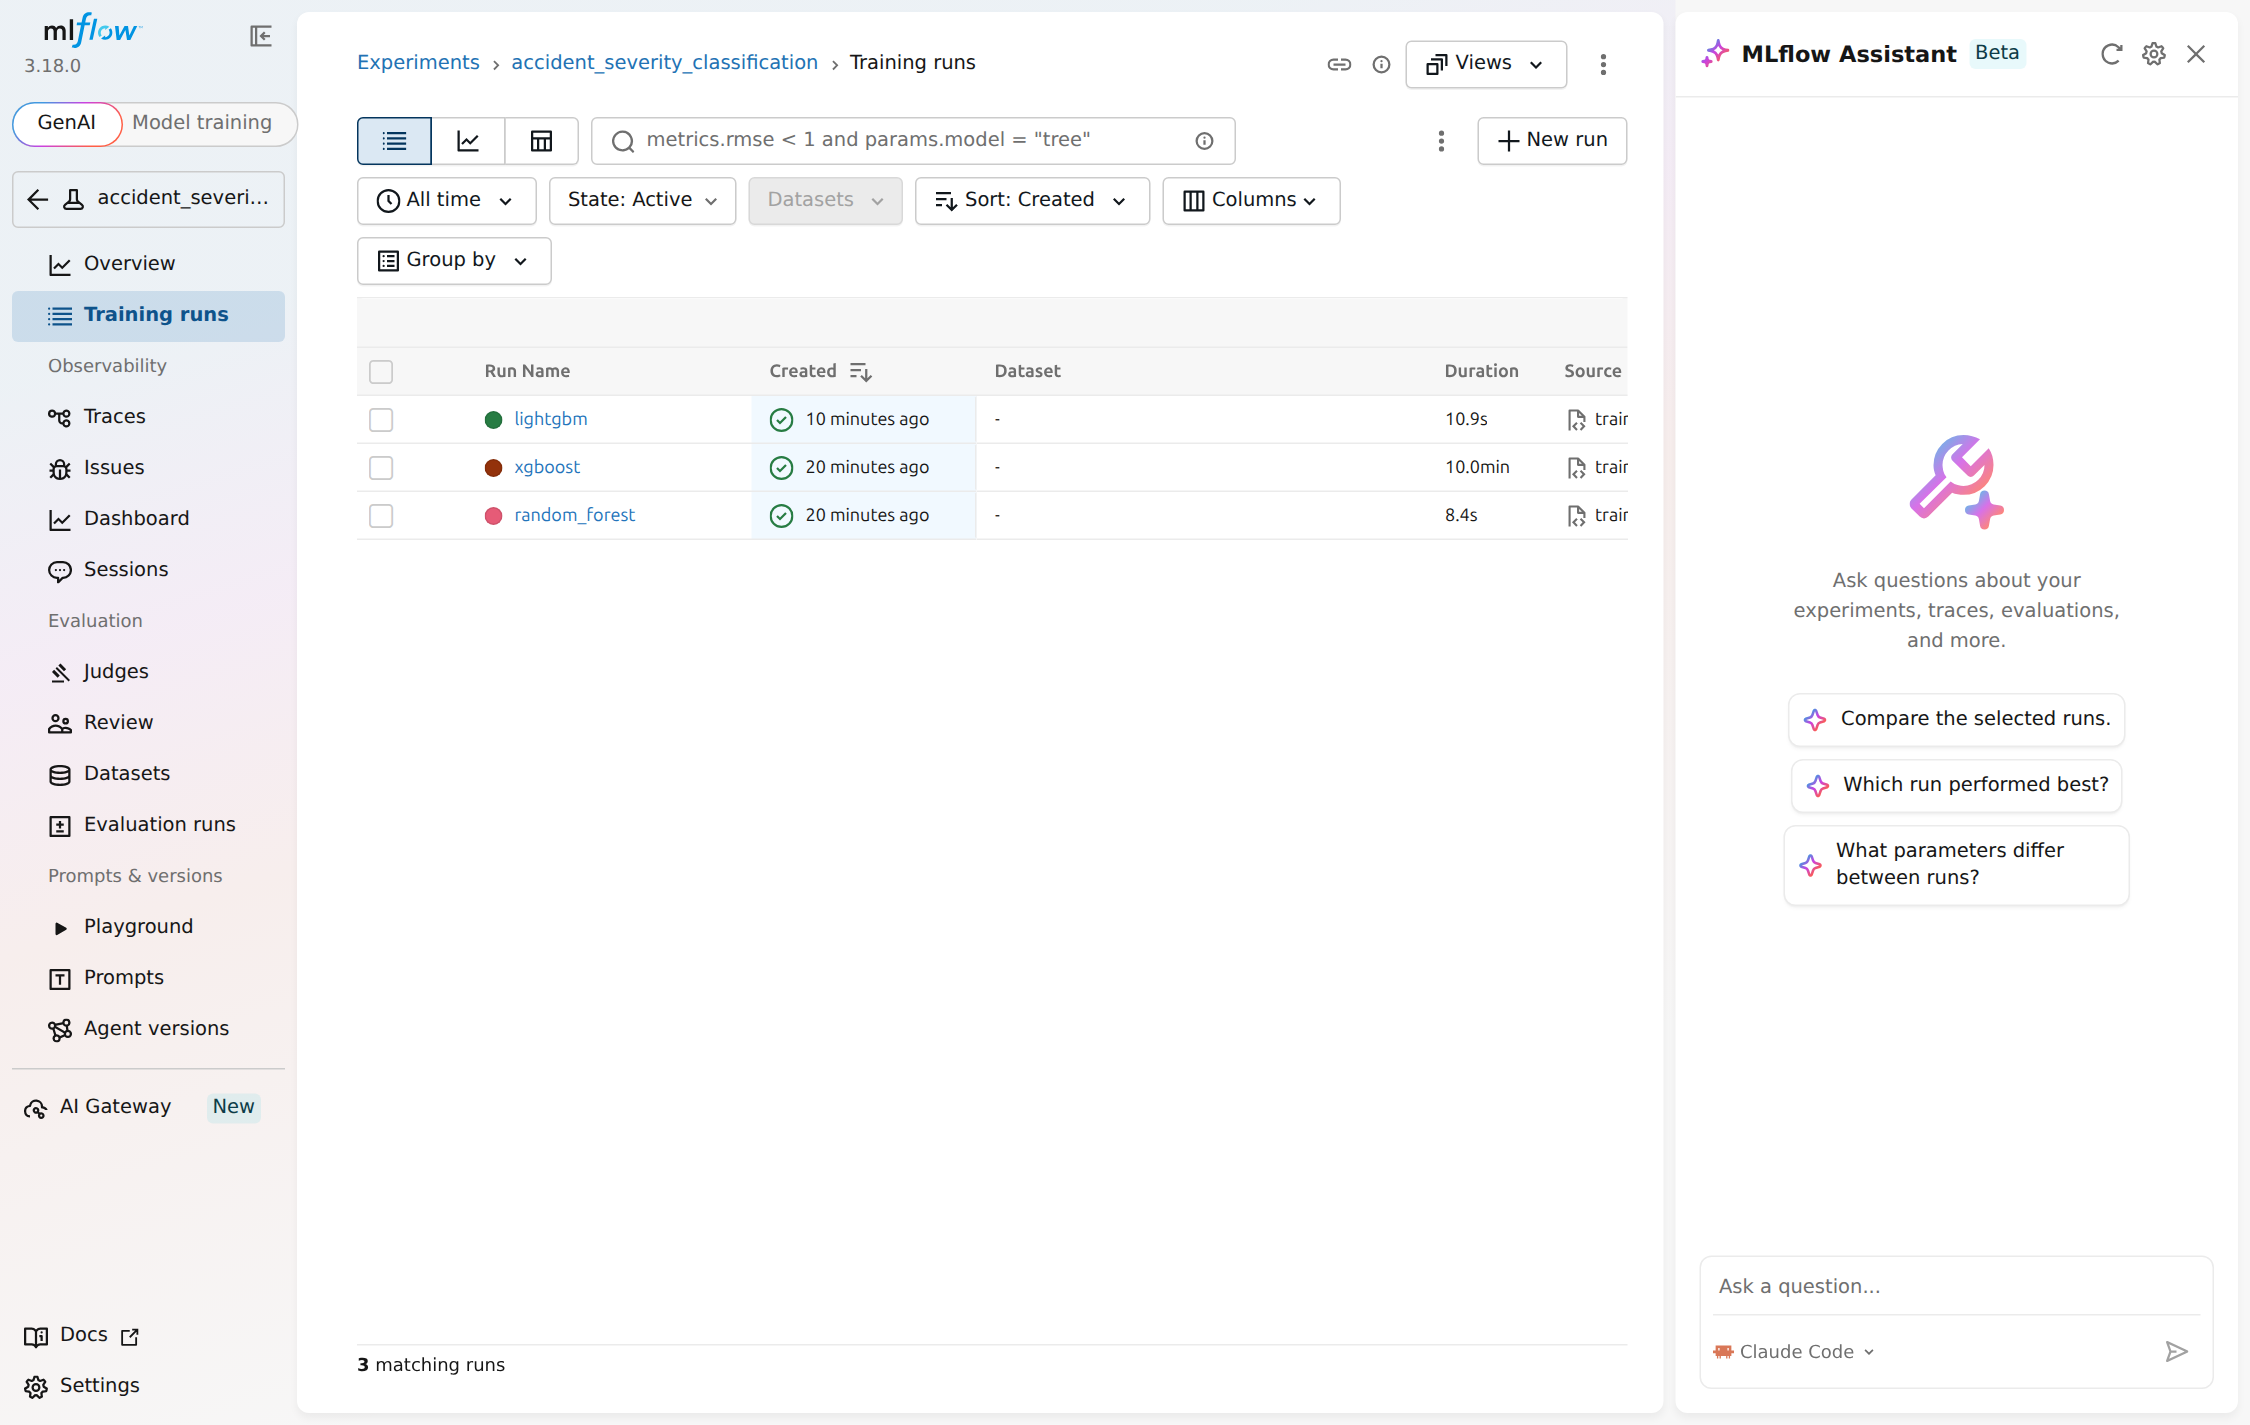 mlflow
3.18.0
GenAI
Model training
accident_severi...
Overview
Training runs
Observability
Traces
Issues
Dashboard
Sessions
Evaluation
Judges
Review
Datasets
Evaluation runs
Prompts & versions
Playground
Prompts
Agent versions
AI Gateway New
Docs
Settings
Experiments › accident_severity_classification › Training runs
Views
metrics.rmse < 1 and params.model = "tree"
New run
All time
State: Active
Datasets
Sort: Created
Columns
Group by
Run Name Created Dataset Duration Source
lightgbm 10 minutes ago - 10.9s trair
xgboost 20 minutes ago - 10.0min trair
random_forest 20 minutes ago - 8.4s trair
3 matching runs
MLflow Assistant Beta
Ask questions about your
experiments, traces, evaluations,
and more.
Compare the selected runs.
Which run performed best?
What parameters differ
between runs?
Ask a question...
Claude Code